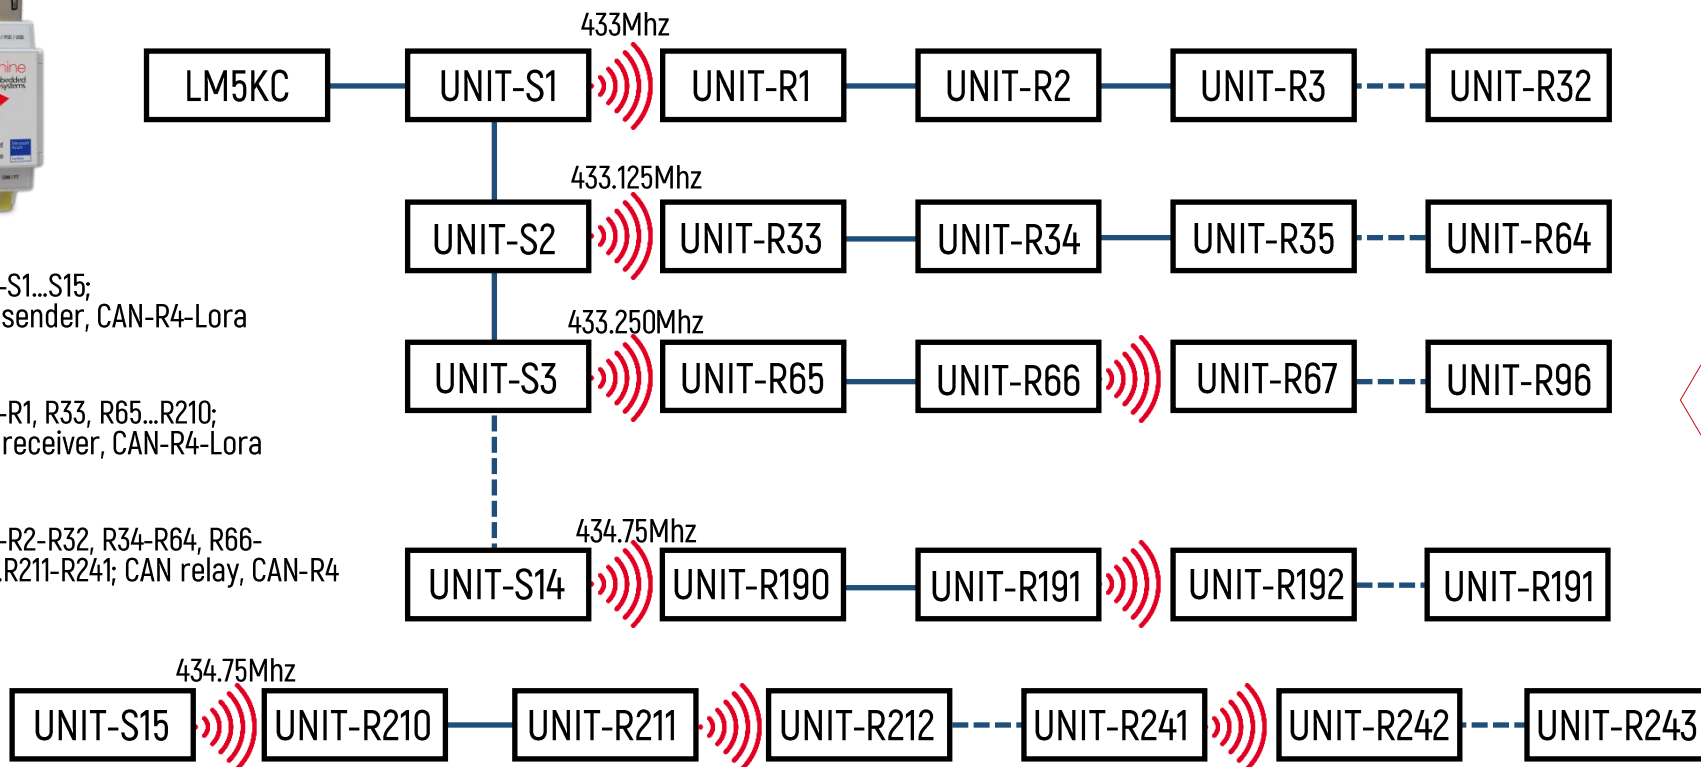 433Mhz
LM5KC
UNIT-S1
UNIT-R1
UNIT-R2
UNIT-R3
UNIT-R32
433.125Mhz
UNIT-S2
UNIT-R33
UNIT-R34
UNIT-R35
UNIT-R64
-S1...S15;
sender, CAN-R4-Lora
433.250Mhz
UNIT-S3
UNIT-R65
UNIT-R66
UNIT-R67
UNIT-R96
-R1, R33, R65...R210;
receiver, CAN-R4-Lora
-R2-R32, R34-R64, R66-
.R211-R241; CAN relay, CAN-R4
434.75Mhz
UNIT-S14
UNIT-R190
UNIT-R191
UNIT-R192
UNIT-R191
434.75Mhz
UNIT-S15
UNIT-R210
UNIT-R211
UNIT-R212
UNIT-R241
UNIT-R242
UNIT-R243